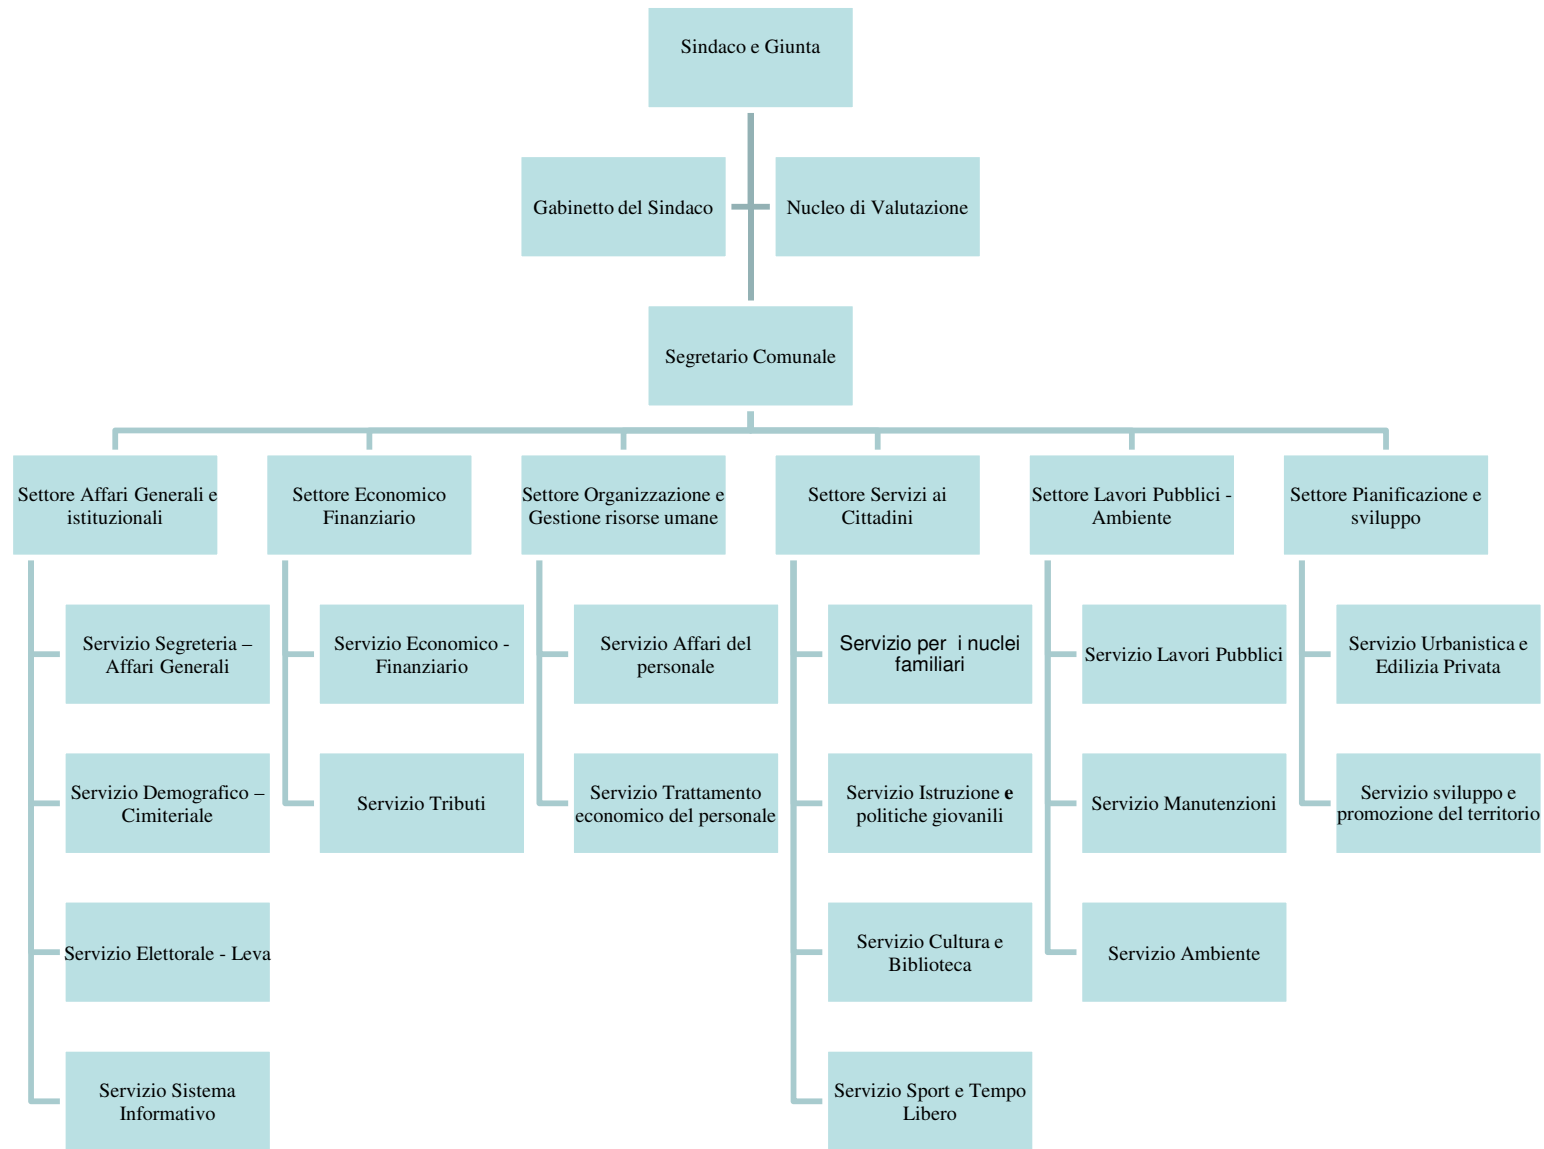 Sindaco e Giunta
Gabinetto del Sindaco
Nucleo di Valutazione
Segretario Comunale
Settore Affari Generali e
istituzionali
Settore Economico
Finanziario
Settore Organizzazione e
Gestione risorse umane
Settore Servizi ai
Cittadini
Settore Lavori Pubblici -
Ambiente
Settore Pianificazione e
sviluppo
Servizio Segreteria –
Affari Generali
Servizio Economico -
Finanziario
Servizio Affari del
personale
Servizio per i nuclei
familiari
Servizio Lavori Pubblici
Servizio Urbanistica e
Edilizia Privata
Servizio Demografico –
Cimiteriale
Servizio Tributi
Servizio Trattamento
economico del personale
Servizio Istruzione e
politiche giovanili
Servizio Manutenzioni
Servizio sviluppo e
promozione del territorio
Servizio Elettorale - Leva
Servizio Cultura e
Biblioteca
Servizio Ambiente
Servizio Sistema
Informativo
Servizio Sport e Tempo
Libero